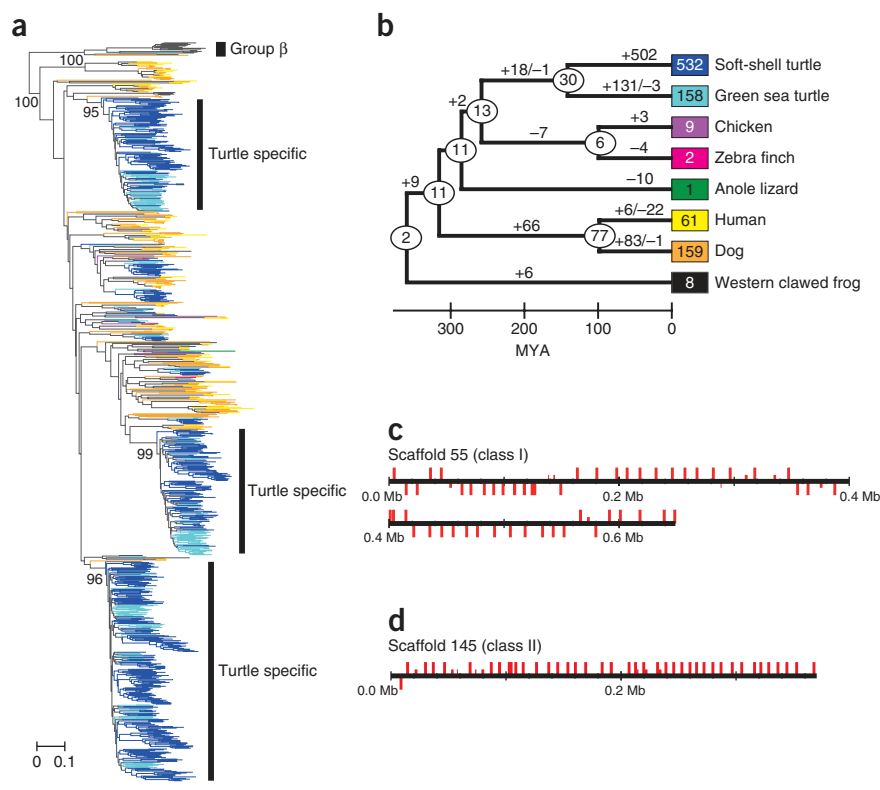 a
100
Group β
100
95
Turtle specific
99
Turtle specific
96
Turtle specific
0 0.1
b
+502
532 Soft-shell turtle
+18/−1
30
+131/−3
158 Green sea turtle
+2
13
+3
9 Chicken
−7
6
−4
2 Zebra finch
11
−10
1 Anole lizard
+9
11
+6/−22
61 Human
+66
77
+83/−1
159 Dog
2
+6
8 Western clawed frog
300 200 100 0
MYA
c
Scaffold 55 (class I)
0.0 Mb 0.2 Mb 0.4 Mb
0.4 Mb 0.6 Mb
d
Scaffold 145 (class II)
0.0 Mb 0.2 Mb